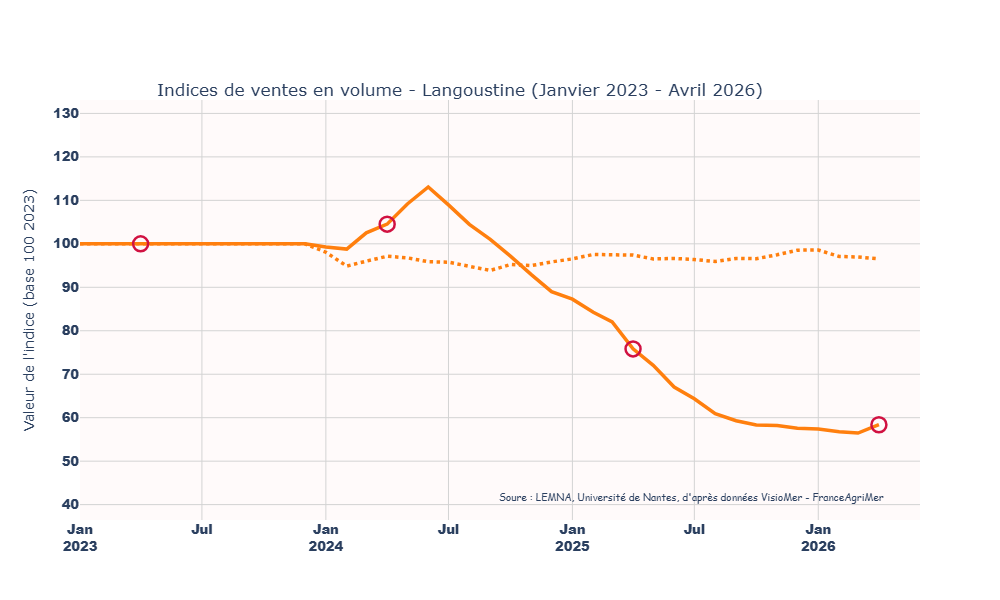 Indices de ventes en volume - Langoustine (Janvier 2023 - Avril 2026)
Valeur de l'indice (base 100 2023)
130
120
110
100
90
80
70
60
50
40
Soure : LEMNA, Université de Nantes, d'après données VisioMer - FranceAgriMer
Jan Jul Jan Jul Jan Jul Jan
2023 2024 2025 2026